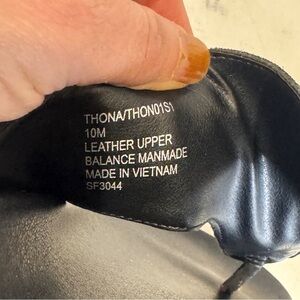 THONA/THON01S1
10M
LEATHER UPPER
BALANCE MANMADE
MADE IN VIETNAM
SF3044